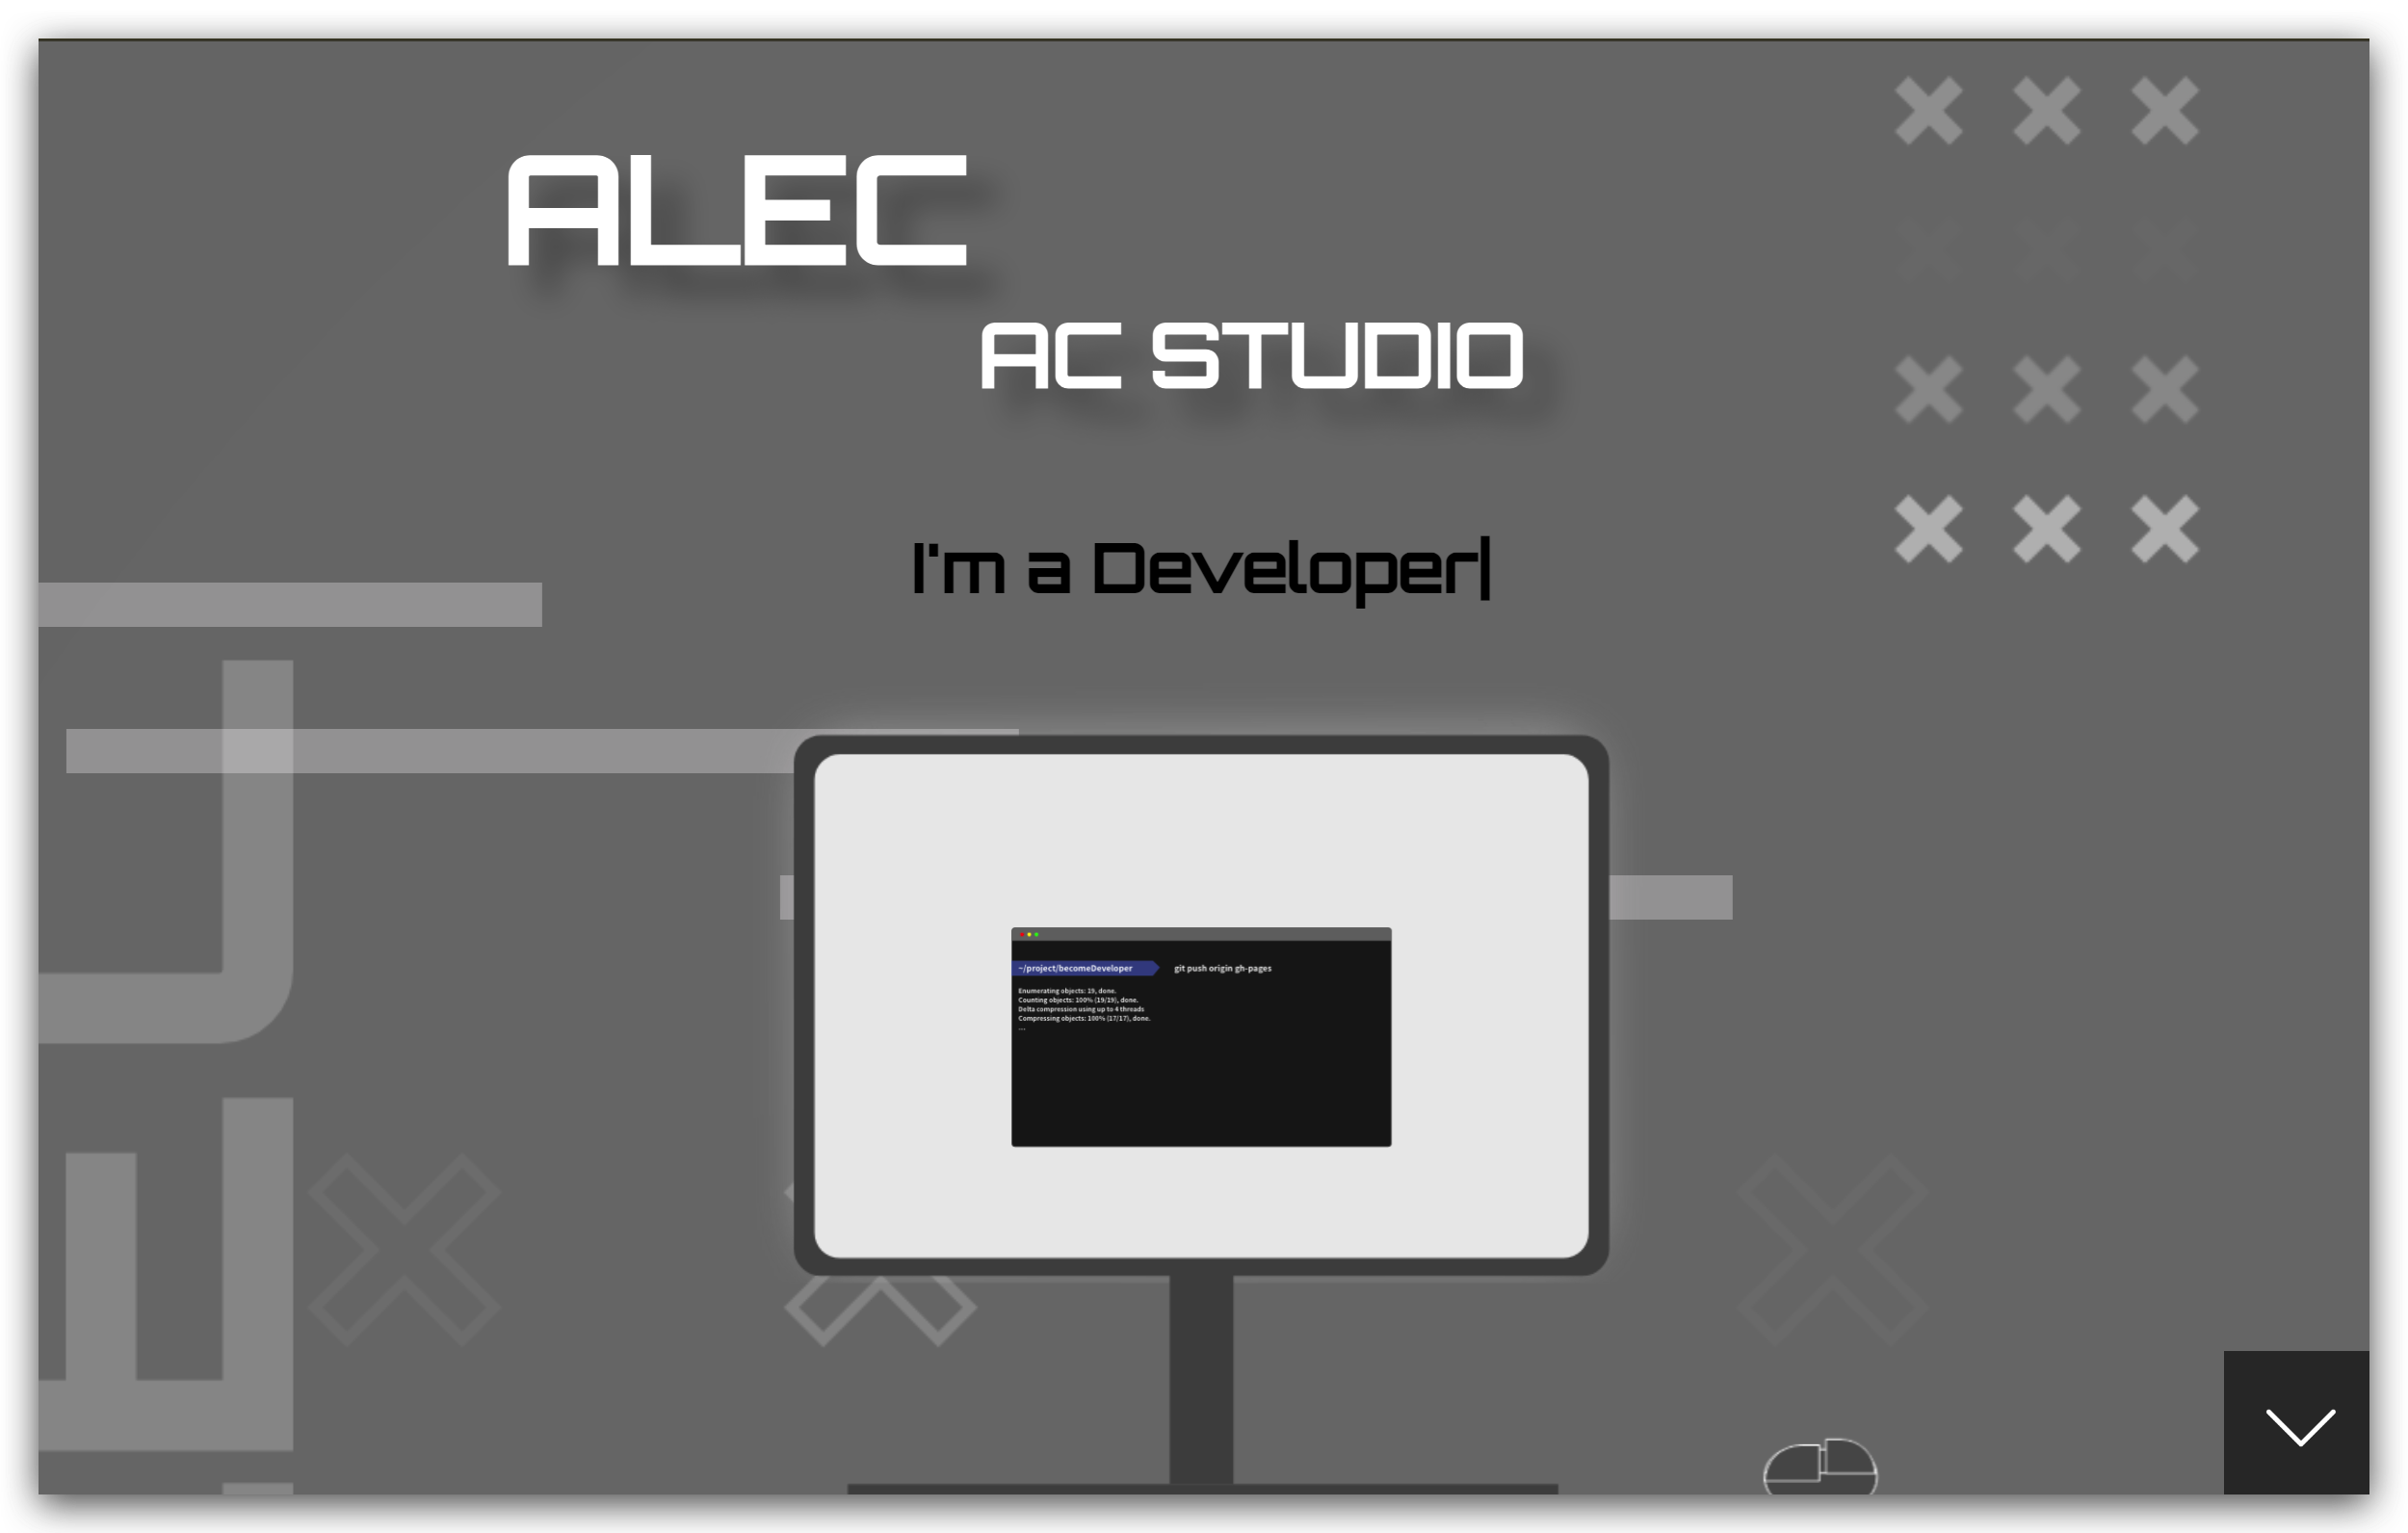 ALEC
AC STUDIO
I'm a Developer|
~/project/becomeDeveloper git push origin gh-pages
Enumerating objects: 19, done.
Counting objects: 100% (19/19), done.
Delta compression using up to 4 threads
Compressing objects: 100% (17/17), done.
...